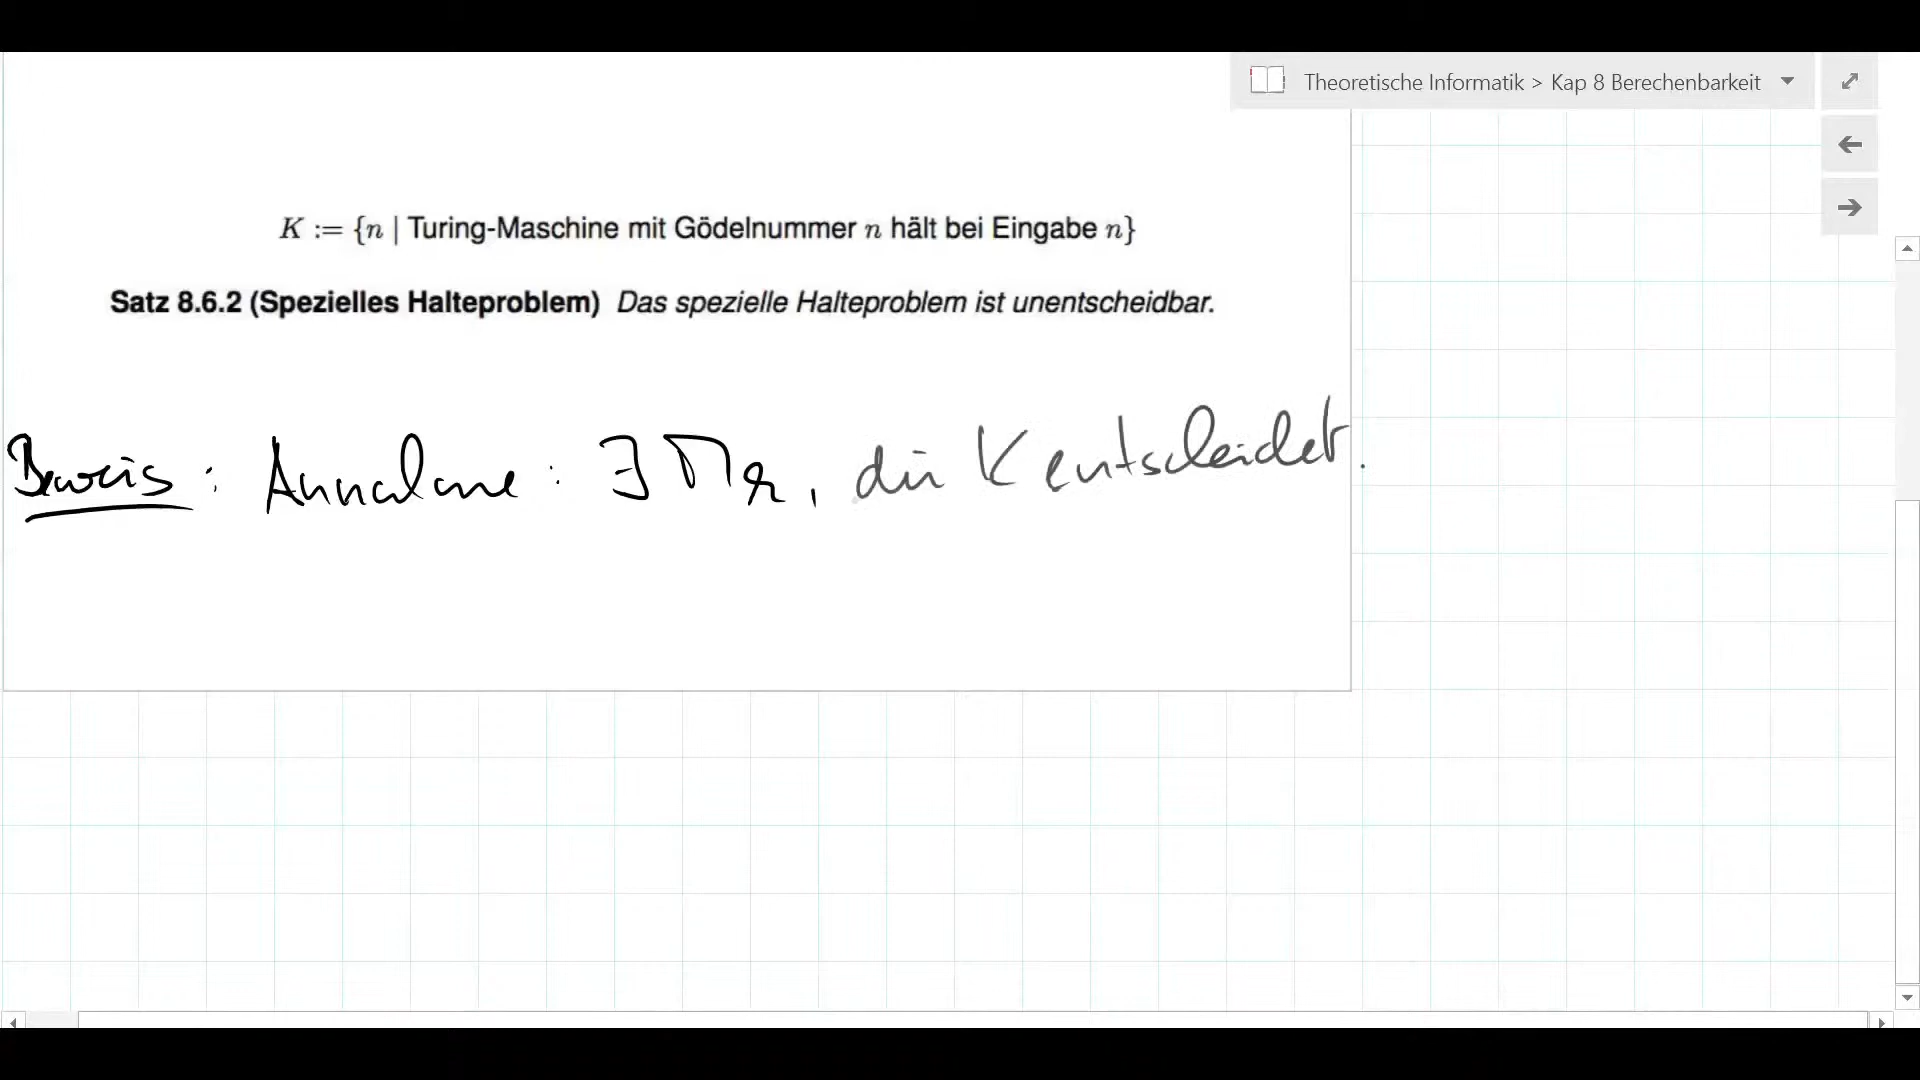 Theoretische Informatik > Kap 8 Berechenbarkeit
K := {n | Turing-Maschine mit Gödelnummer n hält bei Eingabe n}
Satz 8.6.2 (Spezielles Halteproblem) Das spezielle Halteproblem ist unentscheidbar.
Beweis: Annahme: ∃ , die K entscheidet.